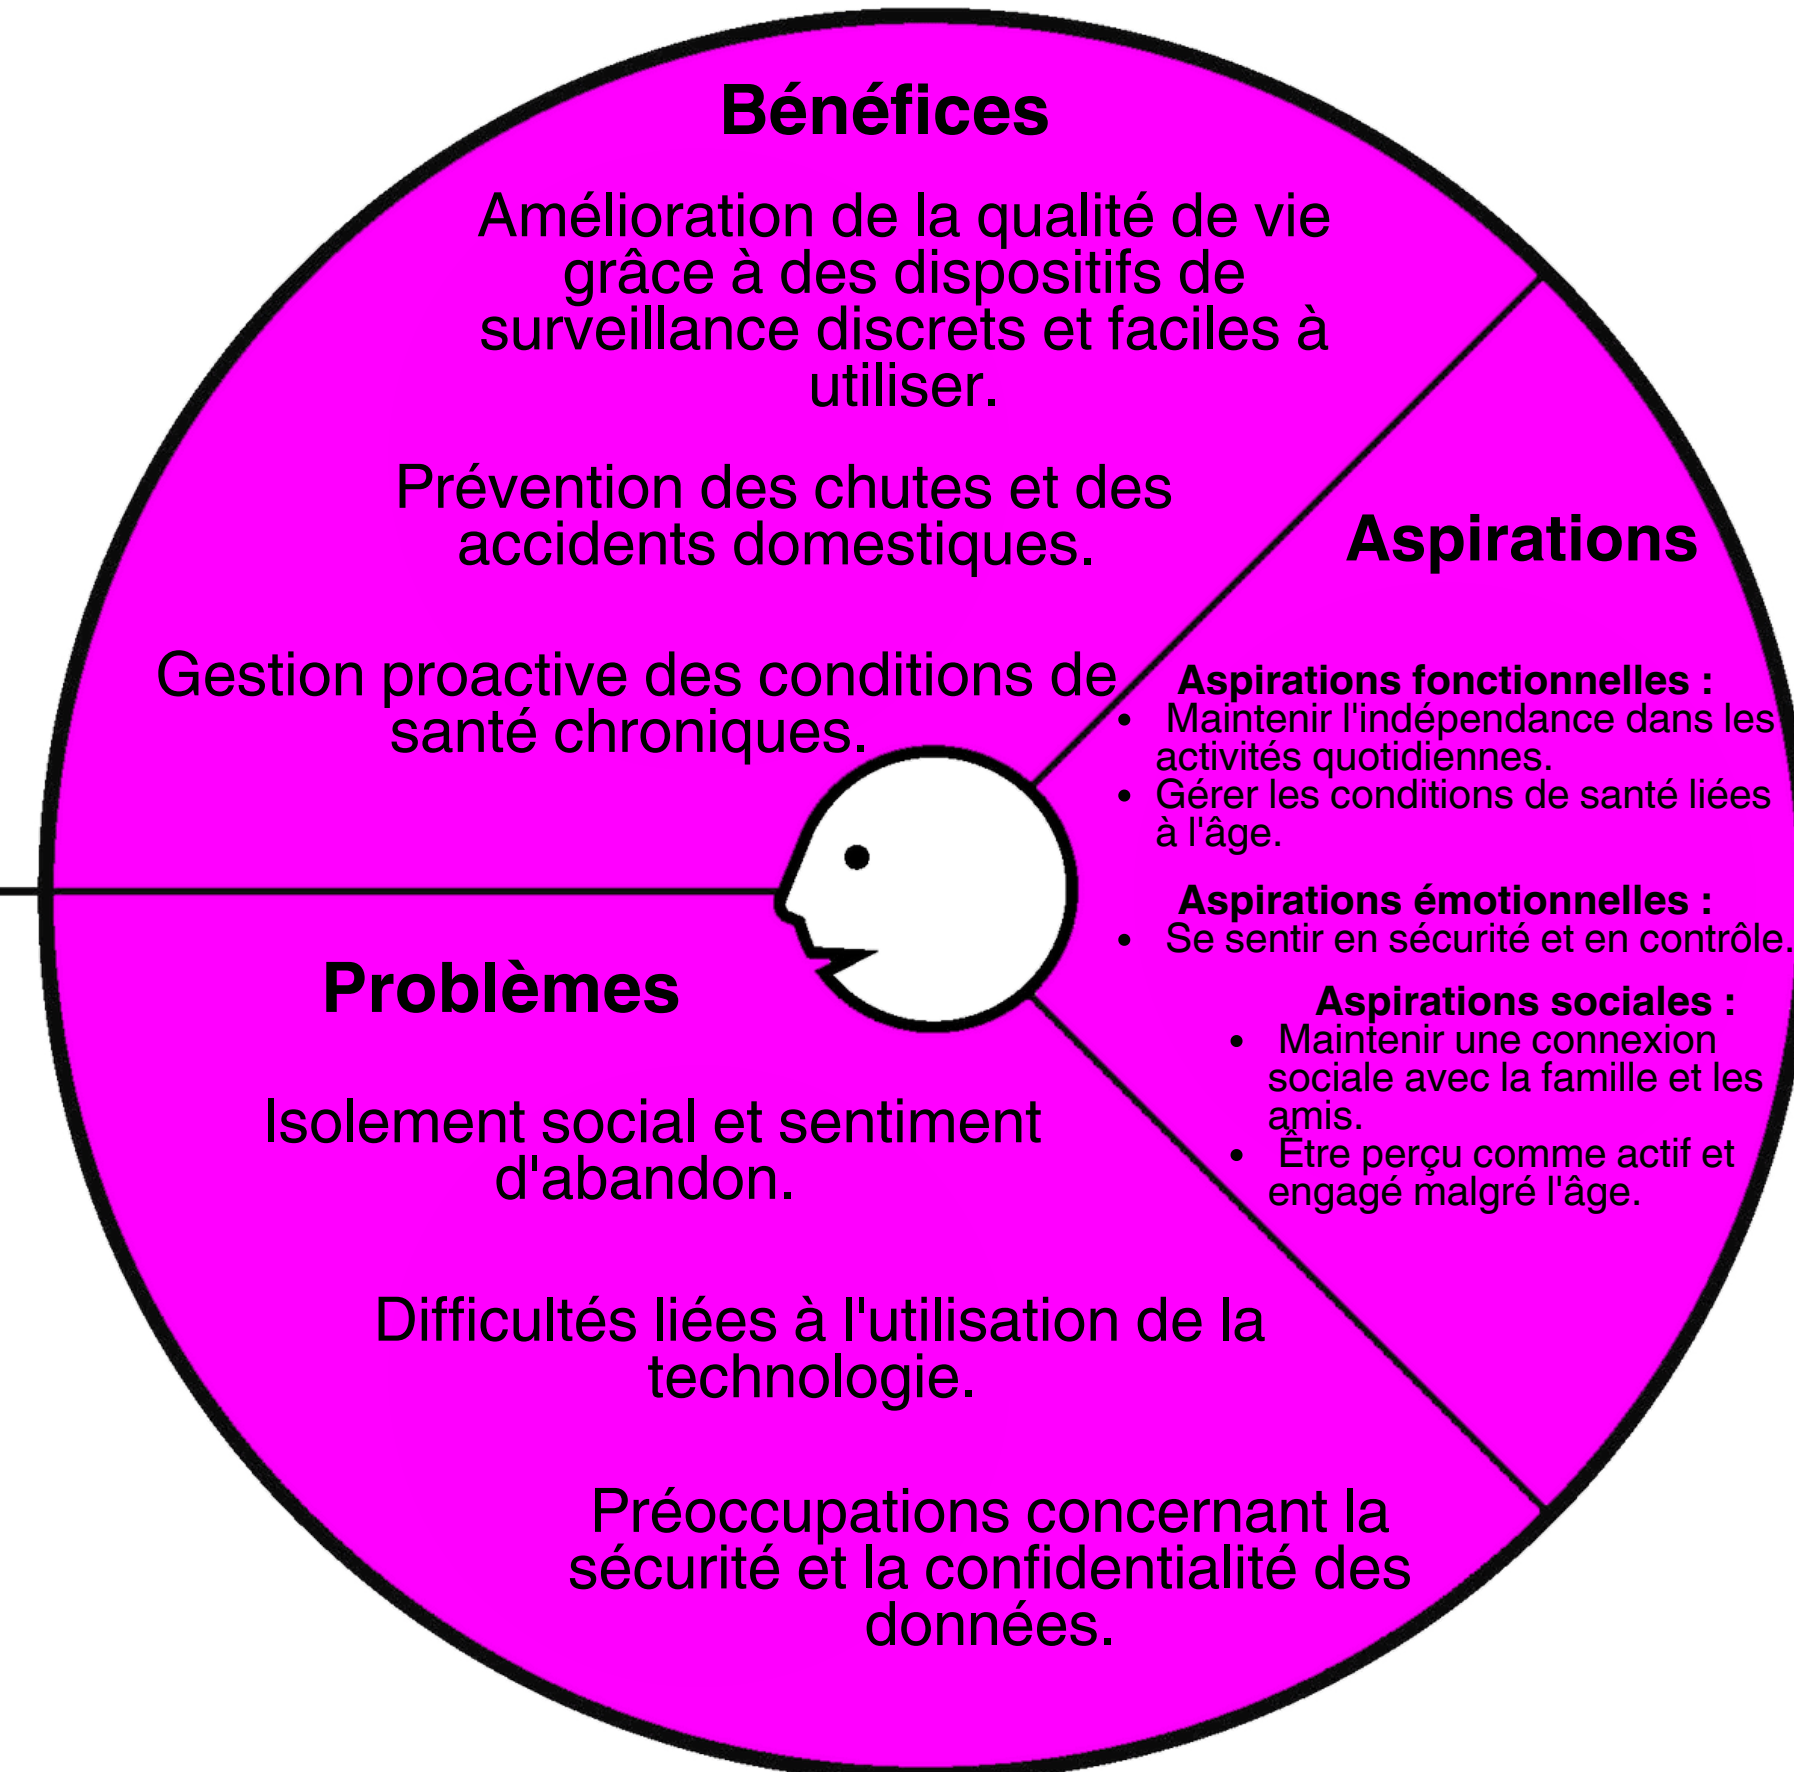 Bénéfices
Amélioration de la qualité de vie
grâce à des dispositifs de
surveillance discrets et faciles à
utiliser.
Prévention des chutes et des
accidents domestiques.
Gestion proactive des conditions de
santé chroniques.
Aspirations
Aspirations fonctionnelles :
• Maintenir l'indépendance dans les
activités quotidiennes.
• Gérer les conditions de santé liées
à l'âge.
Aspirations émotionnelles :
• Se sentir en sécurité et en contrôle.
Aspirations sociales :
• Maintenir une connexion
sociale avec la famille et les
amis.
• Être perçu comme actif et
engagé malgré l'âge.
Problèmes
Isolement social et sentiment
d'abandon.
Difficultés liées à l'utilisation de la
technologie.
Préoccupations concernant la
sécurité et la confidentialité des
données.